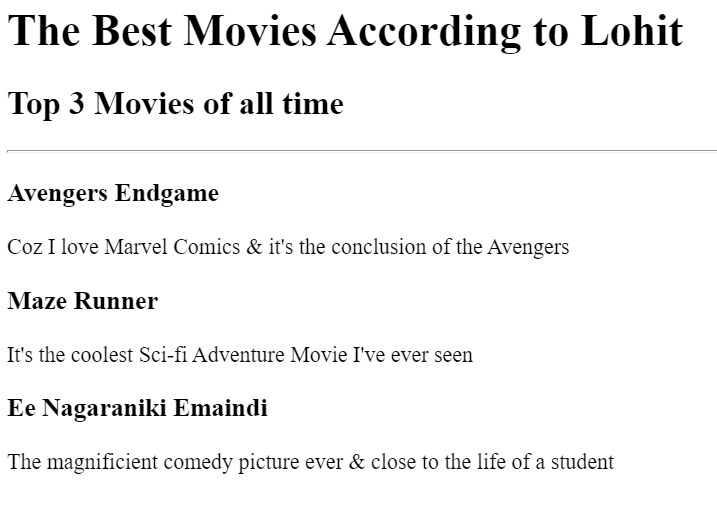 The Best Movies According to Lohit
Top 3 Movies of all time
Avengers Endgame
Coz I love Marvel Comics & it's the conclusion of the Avengers
Maze Runner
It's the coolest Sci-fi Adventure Movie I've ever seen
Ee Nagaraniki Emaindi
The magnificient comedy picture ever & close to the life of a student